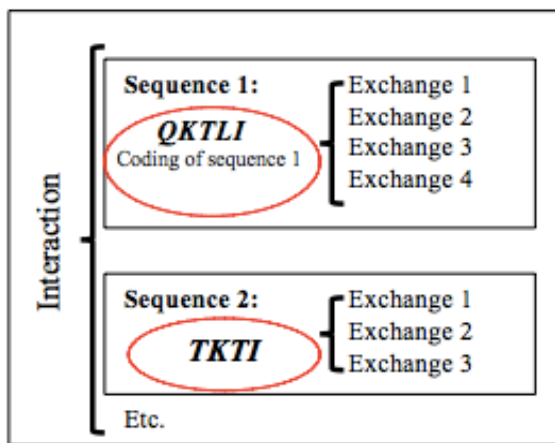 Interaction
Sequence 1:
QKTLI
Coding of sequence 1
Exchange 1
Exchange 2
Exchange 3
Exchange 4
Sequence 2:
TKTI
Exchange 1
Exchange 2
Exchange 3
Etc.